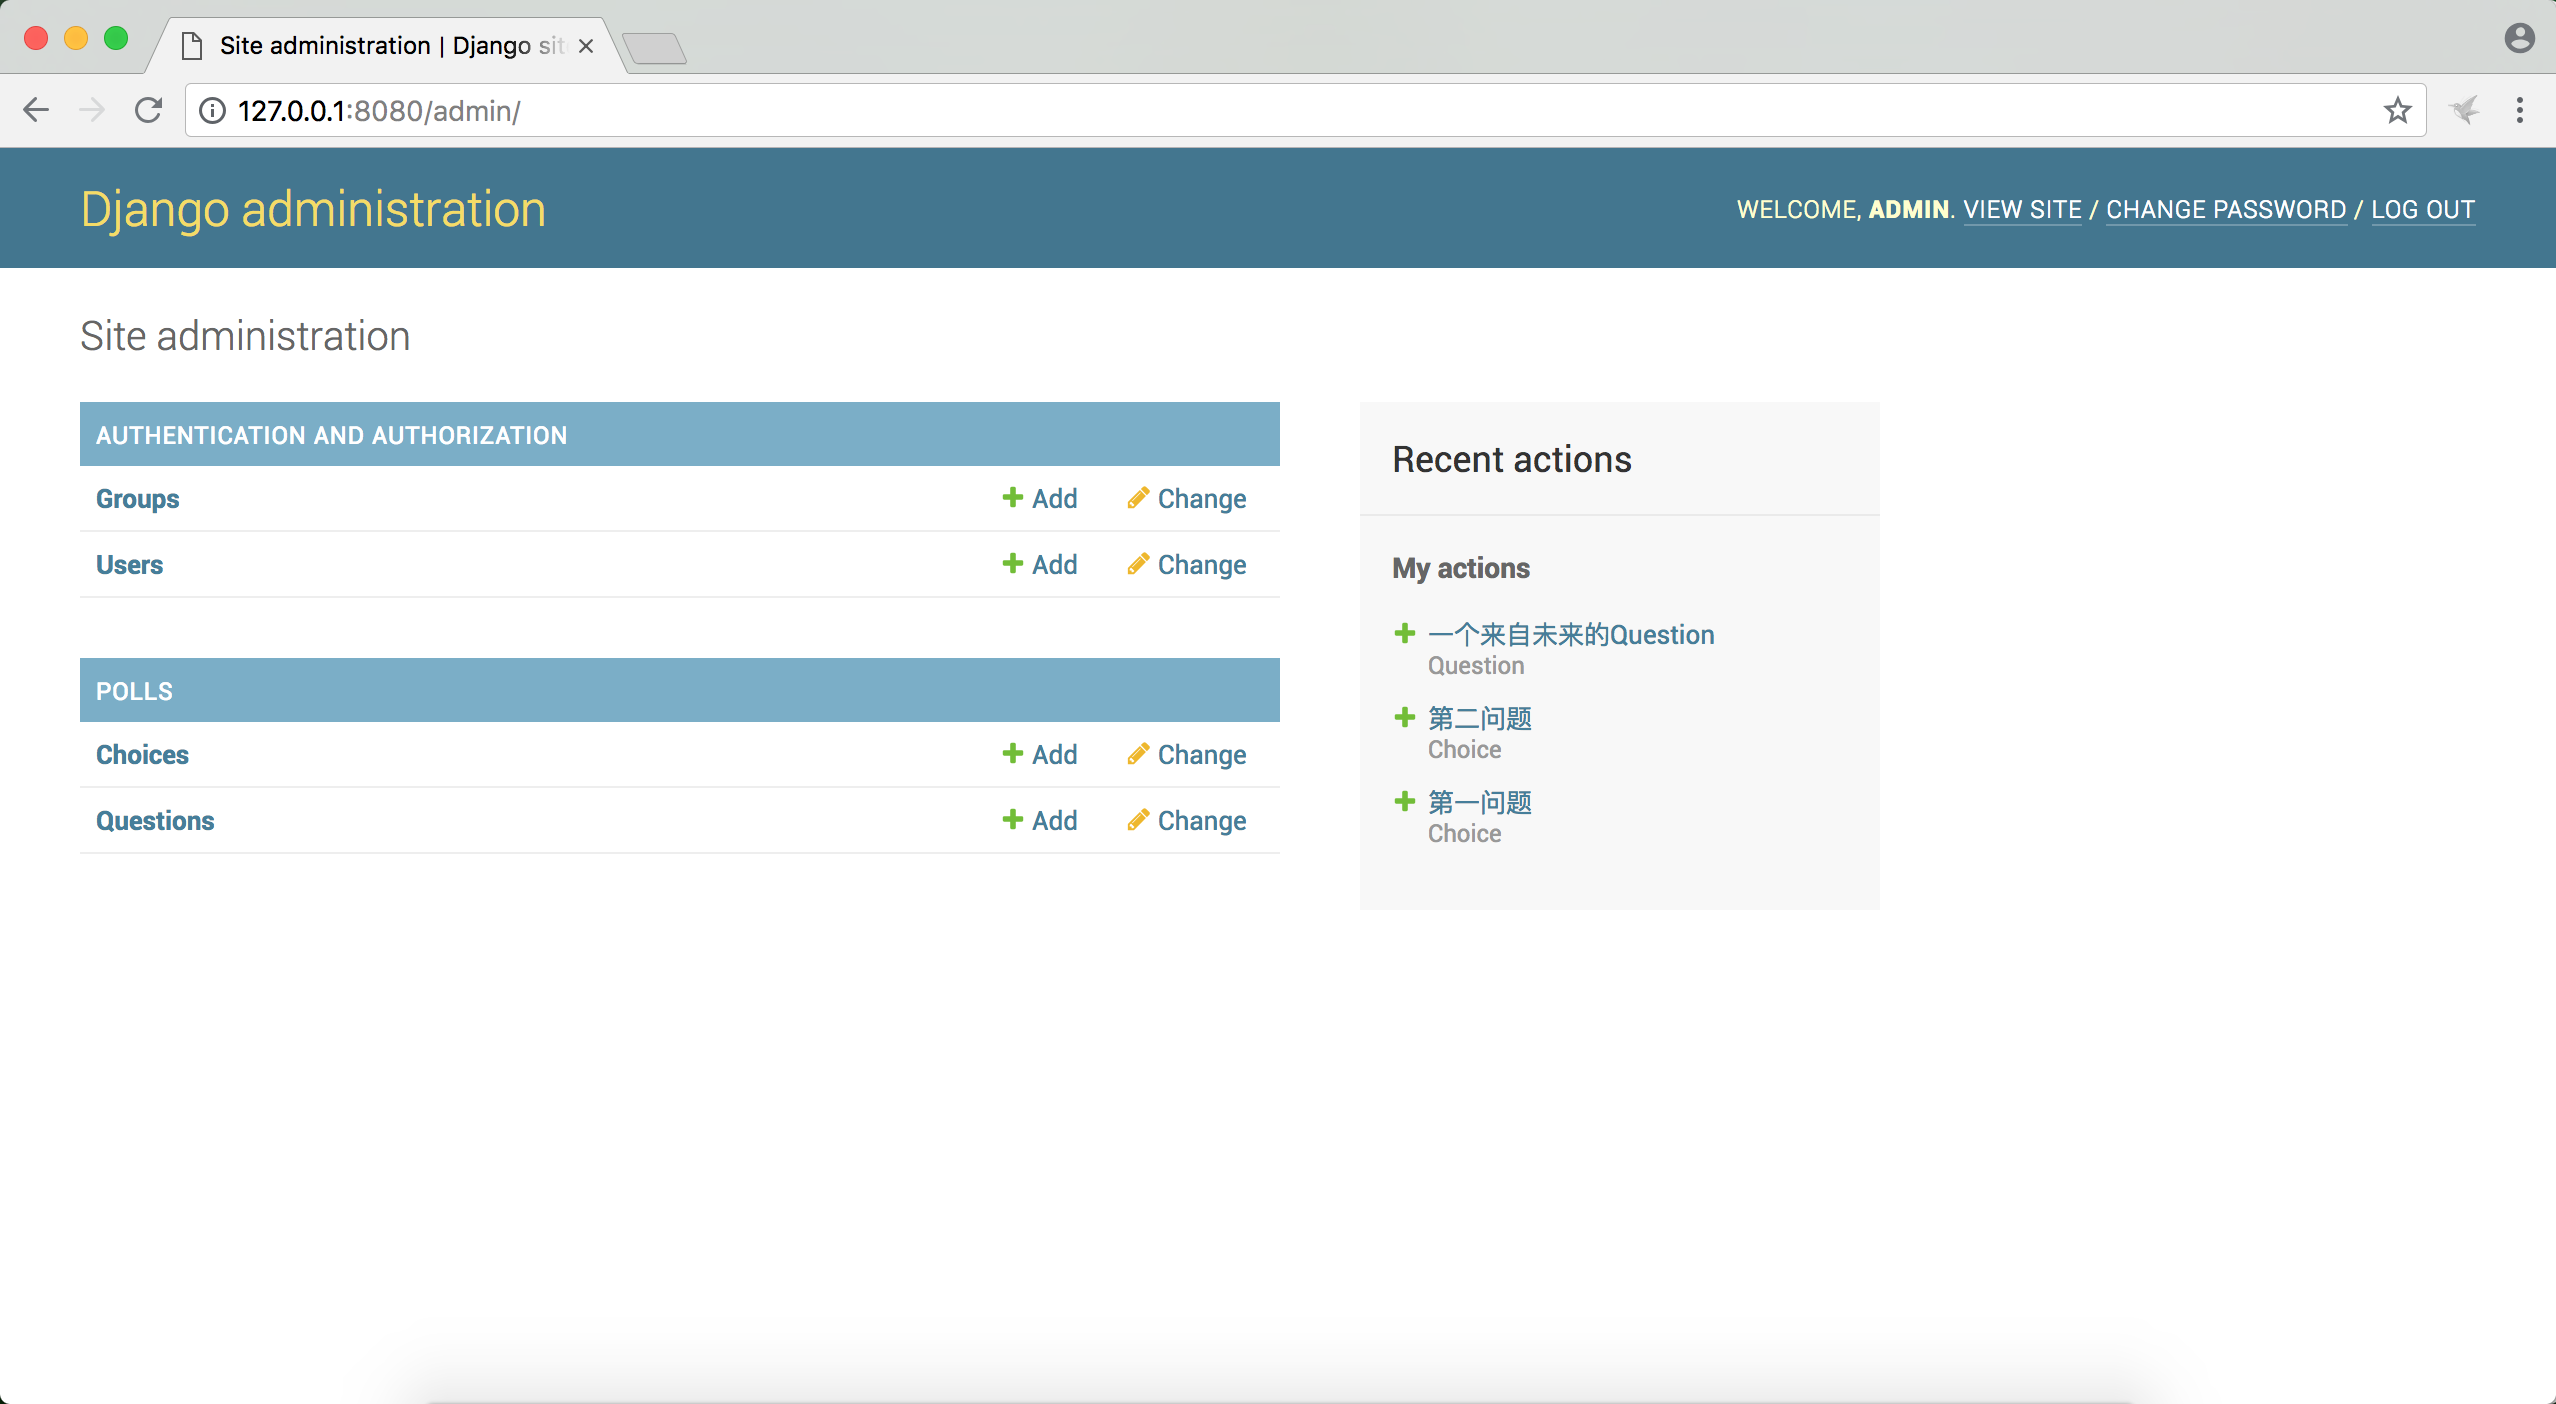 Site administration | Django sit
127.0.0.1:8080/admin/
Django administration
WELCOME, ADMIN. VIEW SITE / CHANGE PASSWORD / LOG OUT
Site administration
AUTHENTICATION AND AUTHORIZATION
Groups Add Change
Users Add Change
POLLS
Choices Add Change
Questions Add Change
Recent actions
My actions
一个来自未来的Question
Question
第二问题
Choice
第一问题
Choice